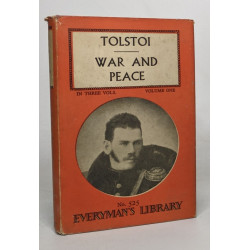 TOLSTOI
WAR AND
PEACE
IN THREE VOLS. VOLUME ONE
No. 525
EVERYMAN'S LIBRARY